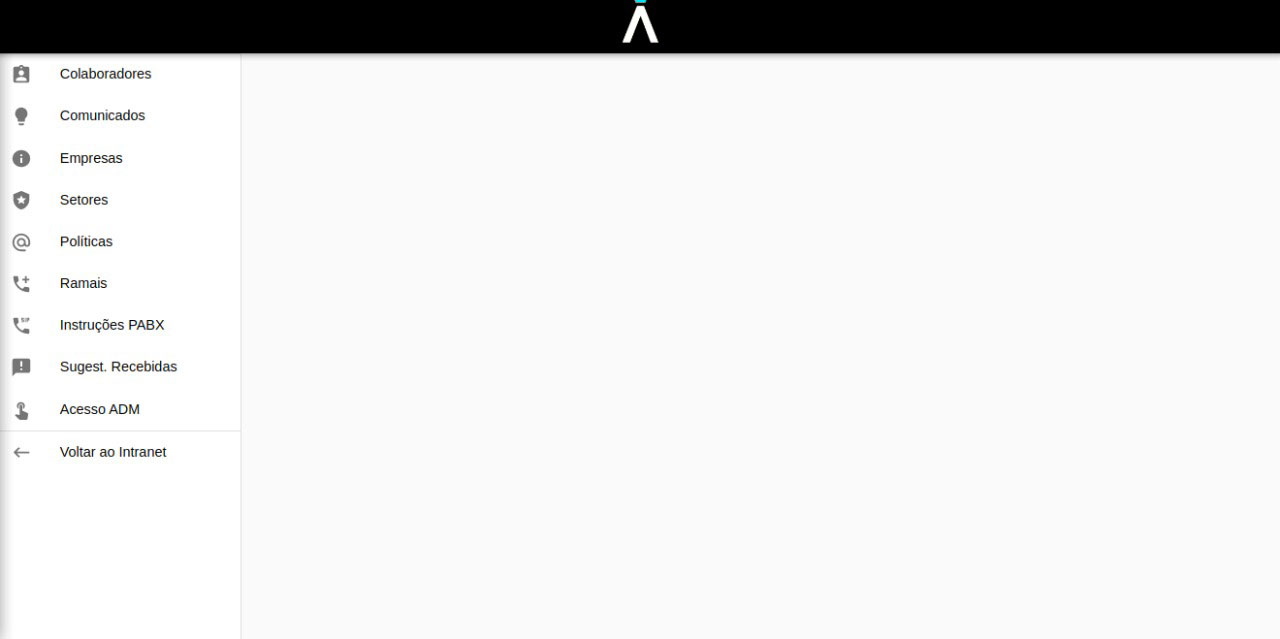 Colaboradores
Comunicados
Empresas
Setores
Políticas
Ramais
Instruções PABX
Sugest. Recebidas
Acesso ADM
Voltar ao Intranet